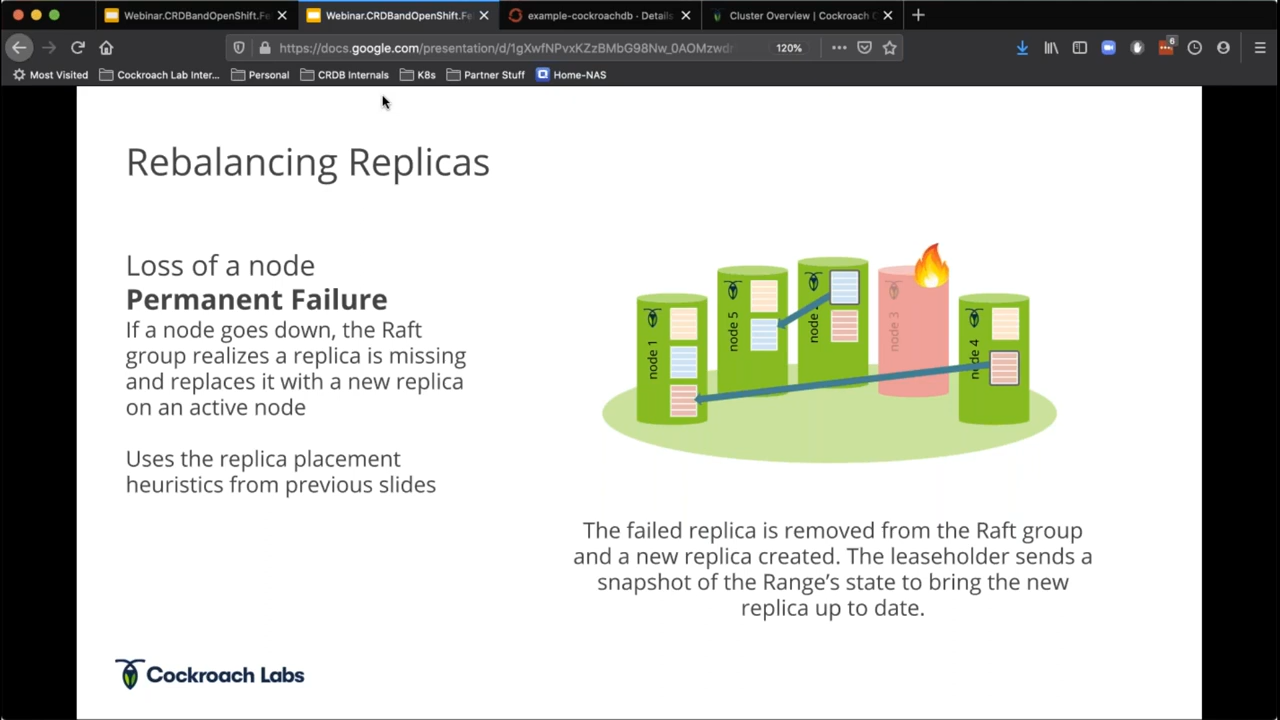 Webinar.CRDBandOpenShift.Fe
Webinar.CRDBandOpenShift.Fe
example-cockroachdb - Details
Cluster Overview | Cockroach C
https://docs.google.com/presentation/d/1gXwfNPvxKZzBMbG98Nw_0AOMzwdr
120%
6
Most Visited
Cockroach Lab Inter...
Personal
CRDB Internals
K8s
Partner Stuff
Home-NAS
Rebalancing Replicas
Loss of a node
Permanent Failure
If a node goes down, the Raft
group realizes a replica is missing
and replaces it with a new replica
on an active node
Uses the replica placement
heuristics from previous slides
node 1
node 5
node
node 3
node 4
The failed replica is removed from the Raft group
and a new replica created. The leaseholder sends a
snapshot of the Range's state to bring the new
replica up to date.
Cockroach Labs